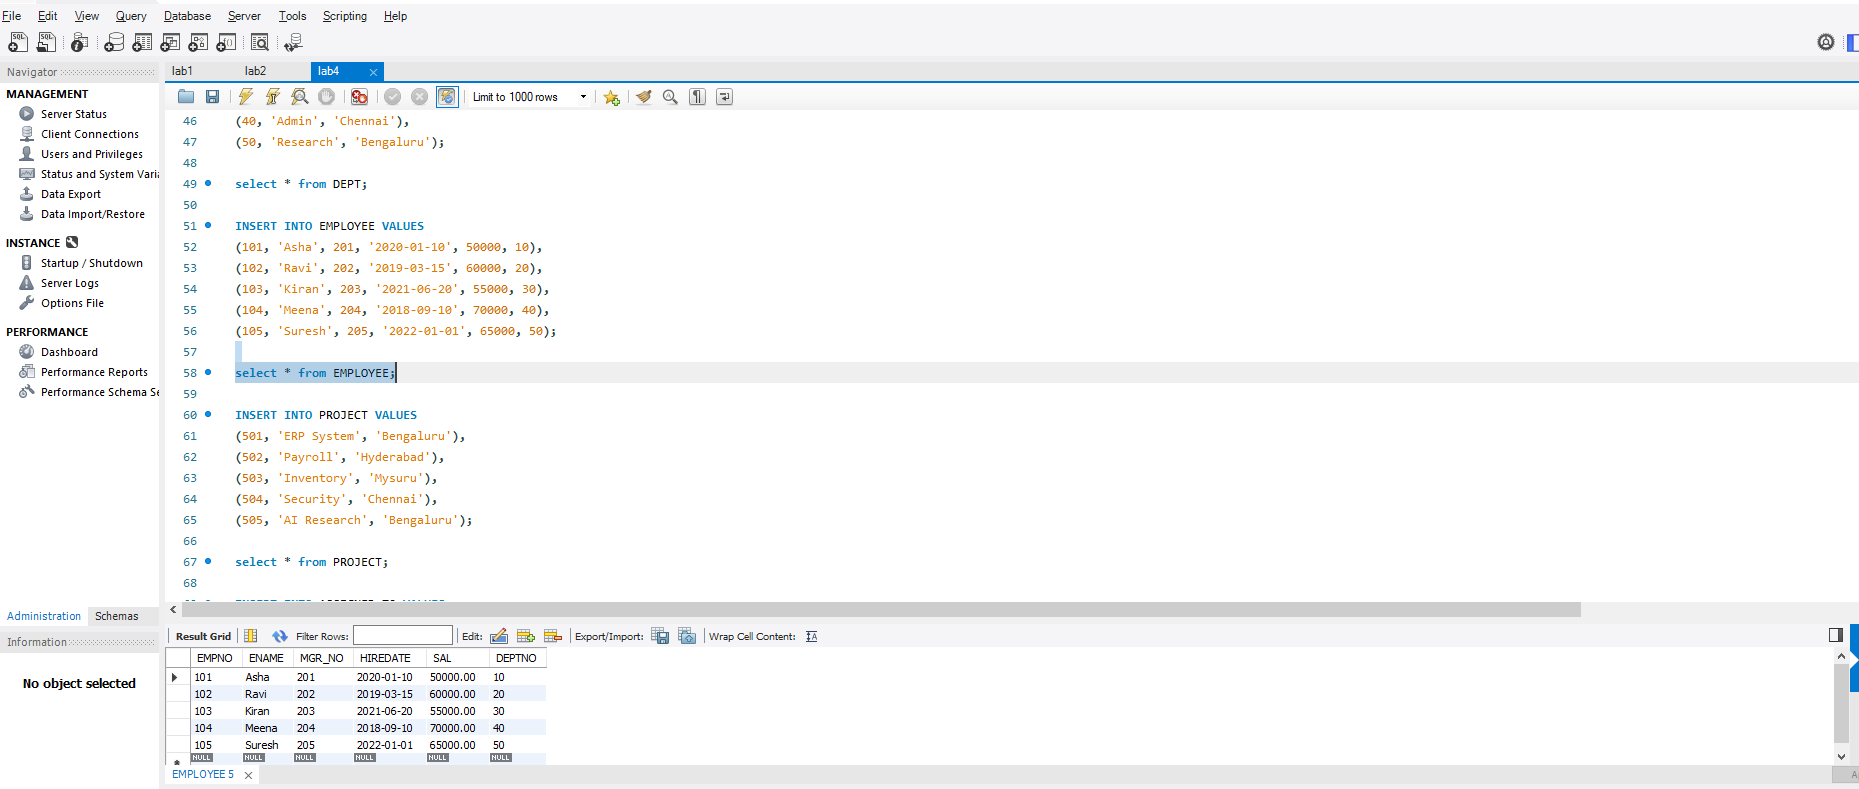 File Edit View Query Database Server Tools Scripting Help
Navigator
MANAGEMENT
Server Status
Client Connections
Users and Privileges
Status and System Varia
Data Export
Data Import/Restore
INSTANCE
Startup / Shutdown
Server Logs
Options File
PERFORMANCE
Dashboard
Performance Reports
Performance Schema Se
Administration Schemas
Information
No object selected
lab1 lab2 lab4
Limit to 1000 rows
46 (40, 'Admin', 'Chennai'),
47 (50, 'Research', 'Bengaluru');
48
49 select * from DEPT;
50
51 INSERT INTO EMPLOYEE VALUES
52 (101, 'Asha', 201, '2020-01-10', 50000, 10),
53 (102, 'Ravi', 202, '2019-03-15', 60000, 20),
54 (103, 'Kiran', 203, '2021-06-20', 55000, 30),
55 (104, 'Meena', 204, '2018-09-10', 70000, 40),
56 (105, 'Suresh', 205, '2022-01-01', 65000, 50);
57
58 select * from EMPLOYEE;
59
60 INSERT INTO PROJECT VALUES
61 (501, 'ERP System', 'Bengaluru'),
62 (502, 'Payroll', 'Hyderabad'),
63 (503, 'Inventory', 'Mysuru'),
64 (504, 'Security', 'Chennai'),
65 (505, 'AI Research', 'Bengaluru');
66
67 select * from PROJECT;
68
Result Grid Filter Rows: Edit: Export/Import: Wrap Cell Content:
EMPNO ENAME MGR_NO HIREDATE SAL DEPTNO
101 Asha 201 2020-01-10 50000.00 10
102 Ravi 202 2019-03-15 60000.00 20
103 Kiran 203 2021-06-20 55000.00 30
104 Meena 204 2018-09-10 70000.00 40
105 Suresh 205 2022-01-01 65000.00 50
NULL NULL NULL NULL NULL NULL
EMPLOYEE 5
A